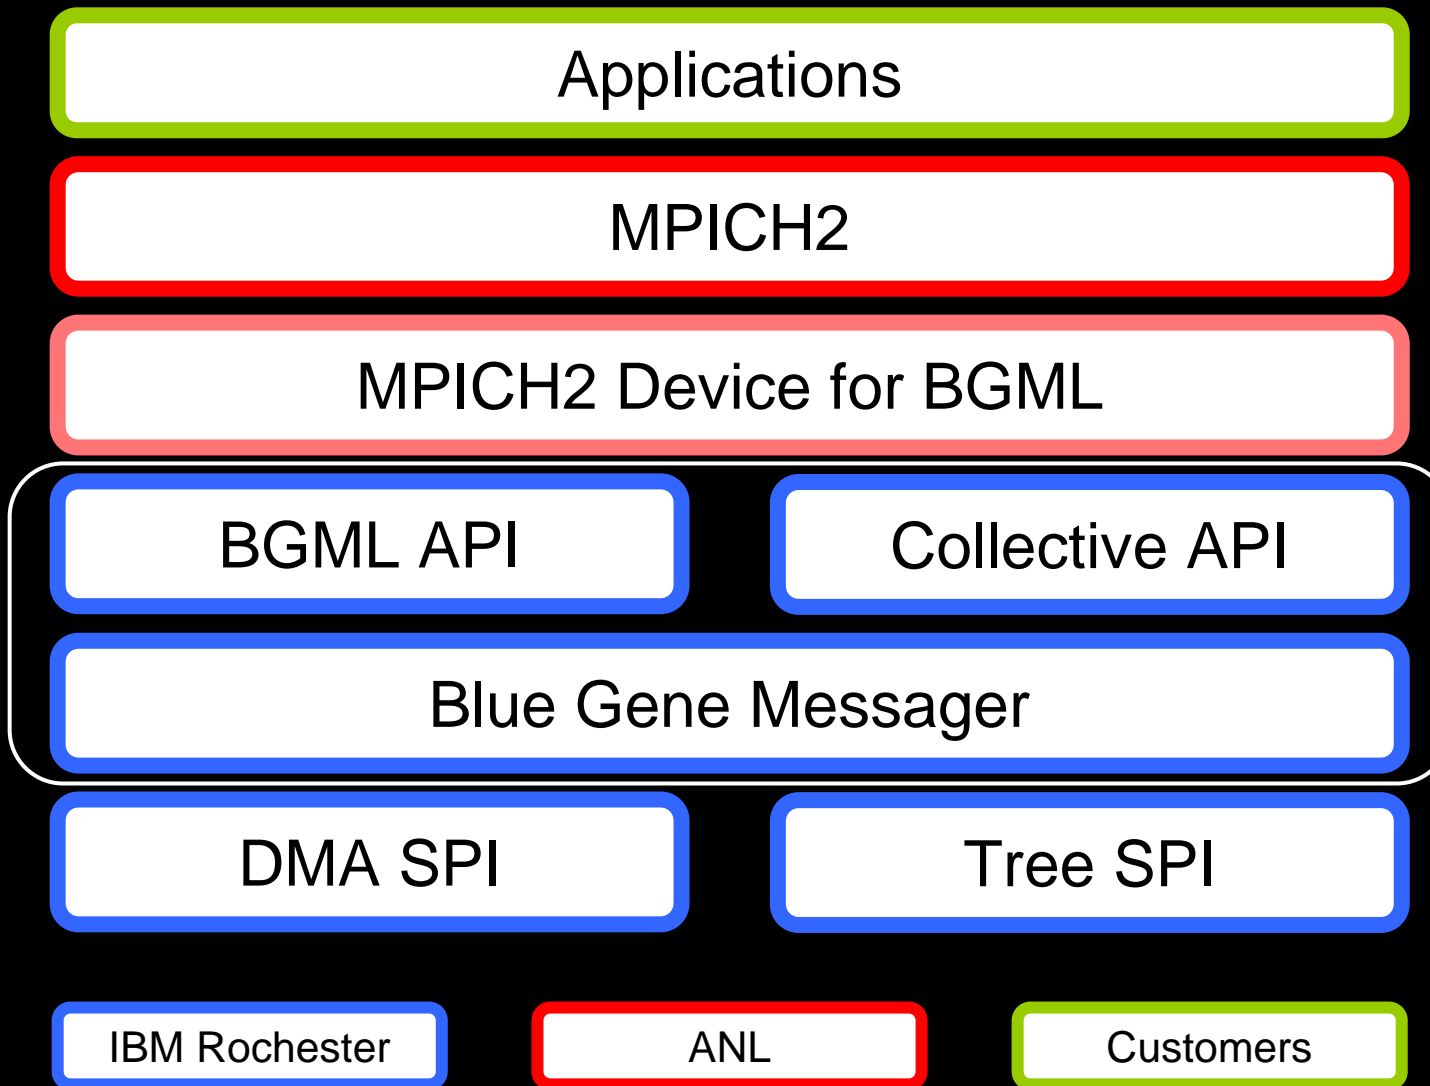 Applications
MPICH2
MPICH2 Device for BGML
BGML API
Collective API
Blue Gene Messager
DMA SPI
Tree SPI
IBM Rochester
ANL
Customers